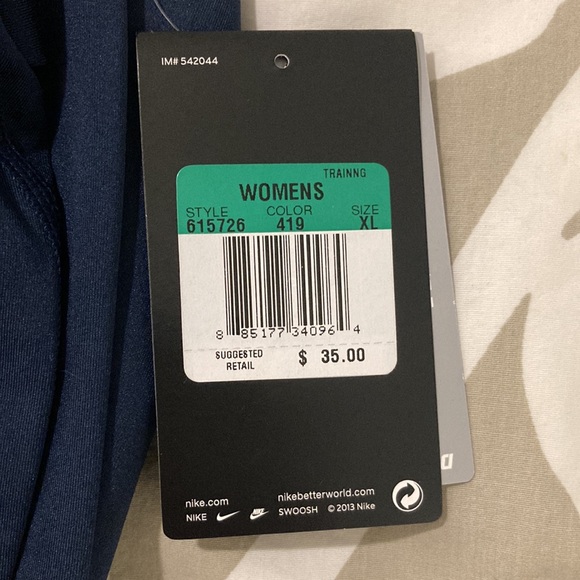 IM# 542044
TRAINNG
WOMENS
STYLE COLOR SIZE
615726 419 XL
8 85177 34096 4
SUGGESTED
RETAIL $ 35.00
nike.com nikebetterworld.com
NIKE SWOOSH © 2013 Nike